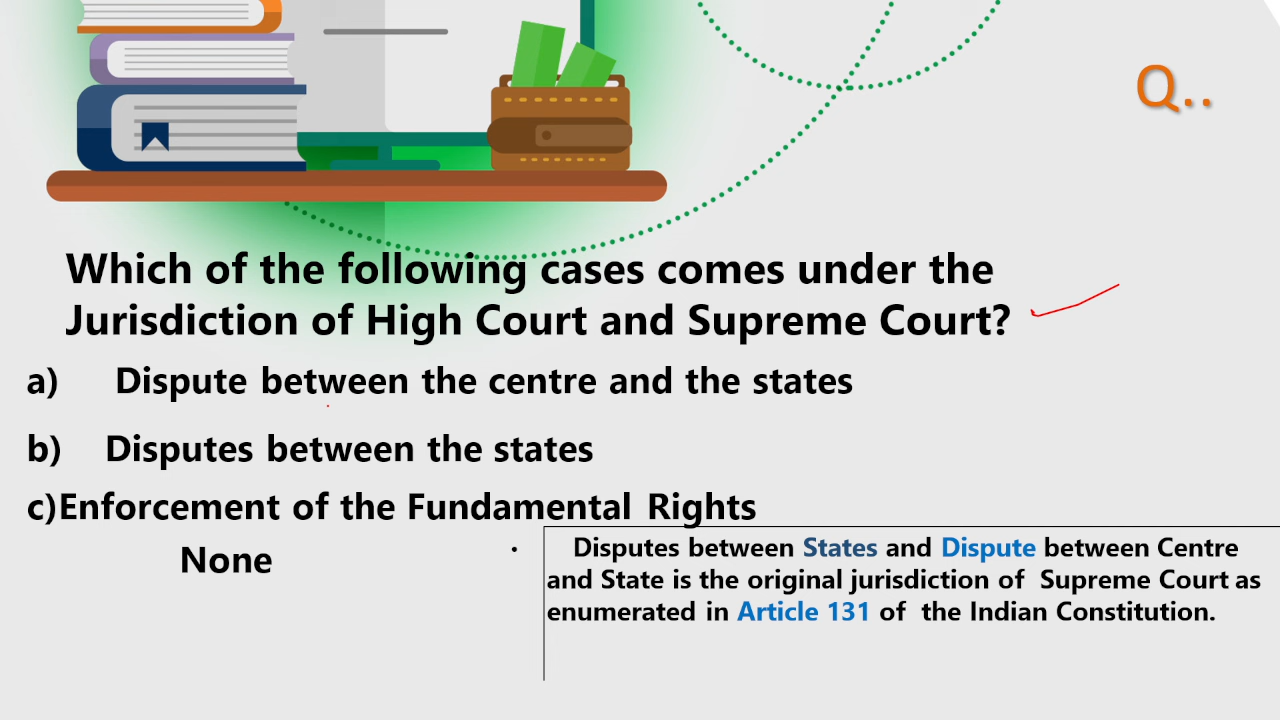 Q..
Which of the following cases comes under the
Jurisdiction of High Court and Supreme Court?
a) Dispute between the centre and the states
b) Disputes between the states
c)Enforcement of the Fundamental Rights
None
• Disputes between States and Dispute between Centre
and State is the original jurisdiction of Supreme Court as
enumerated in Article 131 of the Indian Constitution.